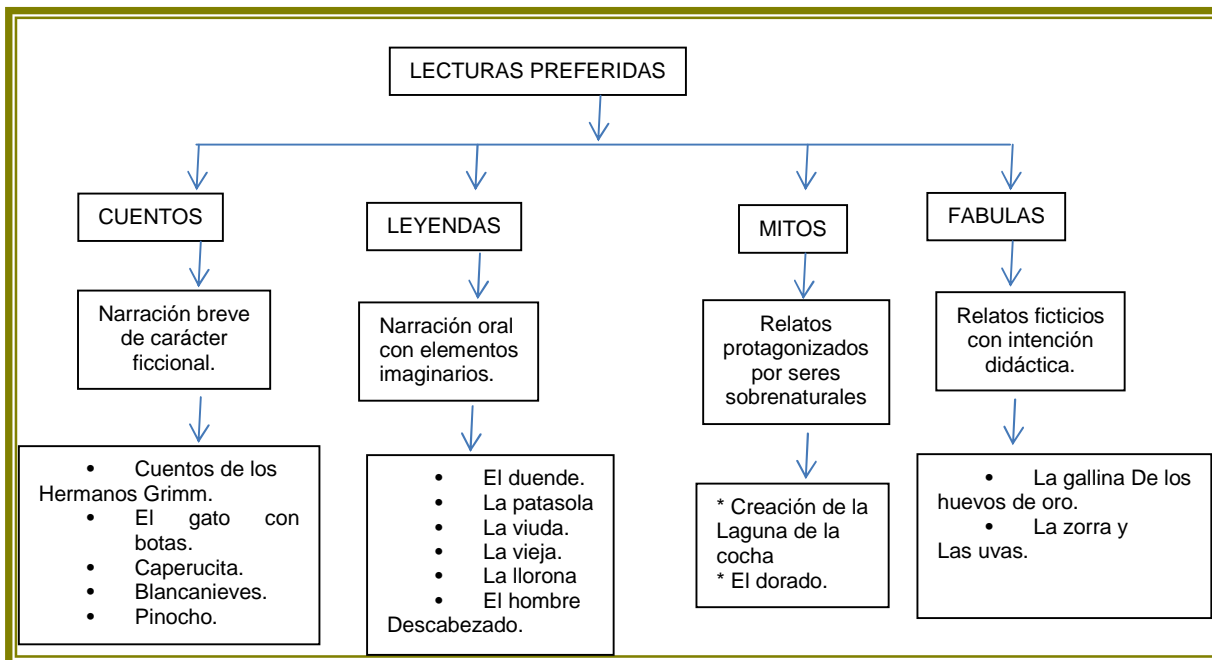 LECTURAS PREFERIDAS
CUENTOS
LEYENDAS
MITOS
FABULAS
Narración breve
de carácter
ficcional.
Narración oral
con elementos
imaginarios.
Relatos
protagonizados
por seres
sobrenaturales
Relatos ficticios
con intención
didáctica.
• Cuentos de los
Hermanos Grimm.
• El gato con
botas.
• Caperucita.
• Blancanieves.
• Pinocho.
• El duende.
• La patasola
• La viuda.
• La vieja.
• La llorona
• El hombre
Descabezado.
* Creación de la
Laguna de la
cocha
* El dorado.
• La gallina De los
huevos de oro.
• La zorra y
Las uvas.